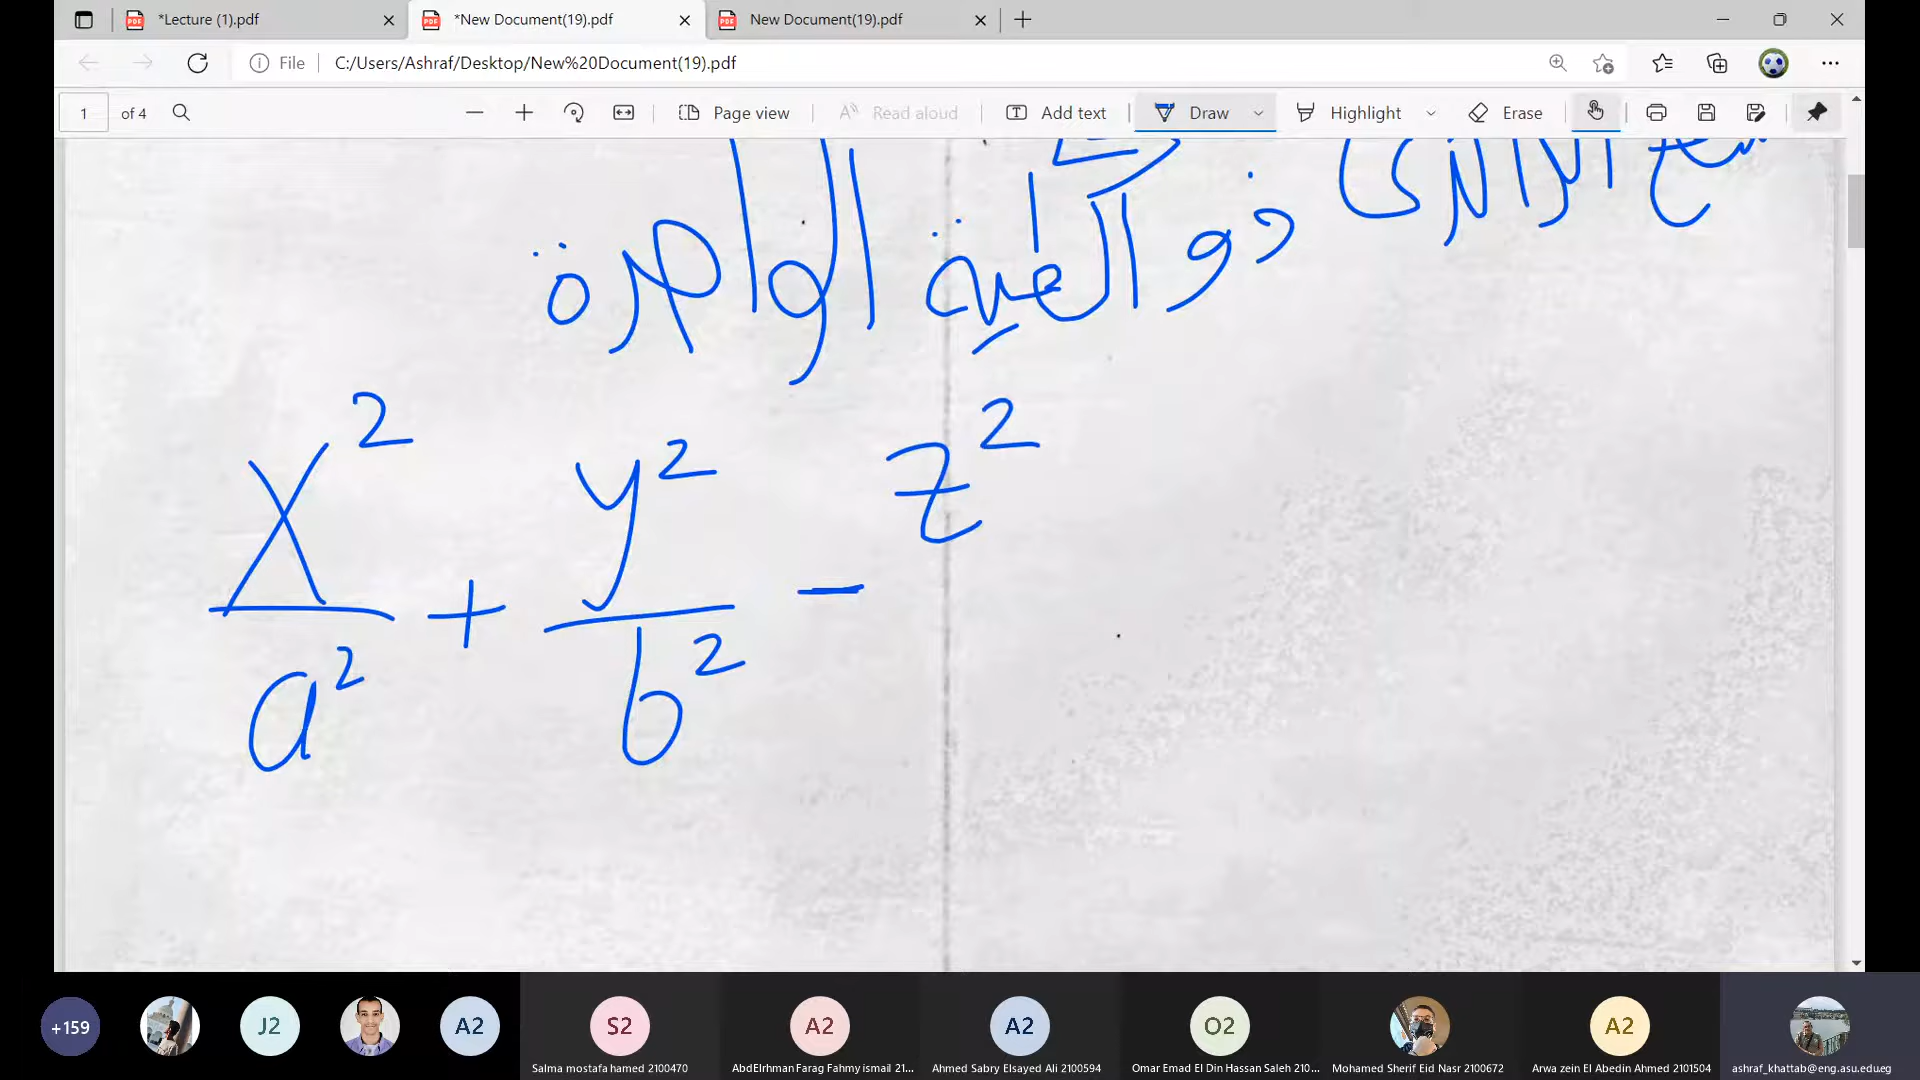 *Lecture (1).pdf *New Document(19).pdf New Document(19).pdf
File C:/Users/Ashraf/Desktop/New%20Document(19).pdf
1 of 4 Page view Read aloud Add text Draw Highlight Erase
ذو الطية الواحدة
X² / a² + y² / b² - z²
+159 J2 A2 S2 A2 A2 O2 A2
Salma mostafa hamed 2100470 AbdElrhman Farag Fahmy ismail 21... Ahmed Sabry Elsayed Ali 2100594 Omar Emad El Din Hassan Saleh 210... Mohamed Sherif Eid Nasr 2100672 Arwa zein El Abedin Ahmed 2101504 ashraf_khattab@eng.asu.edu.eg